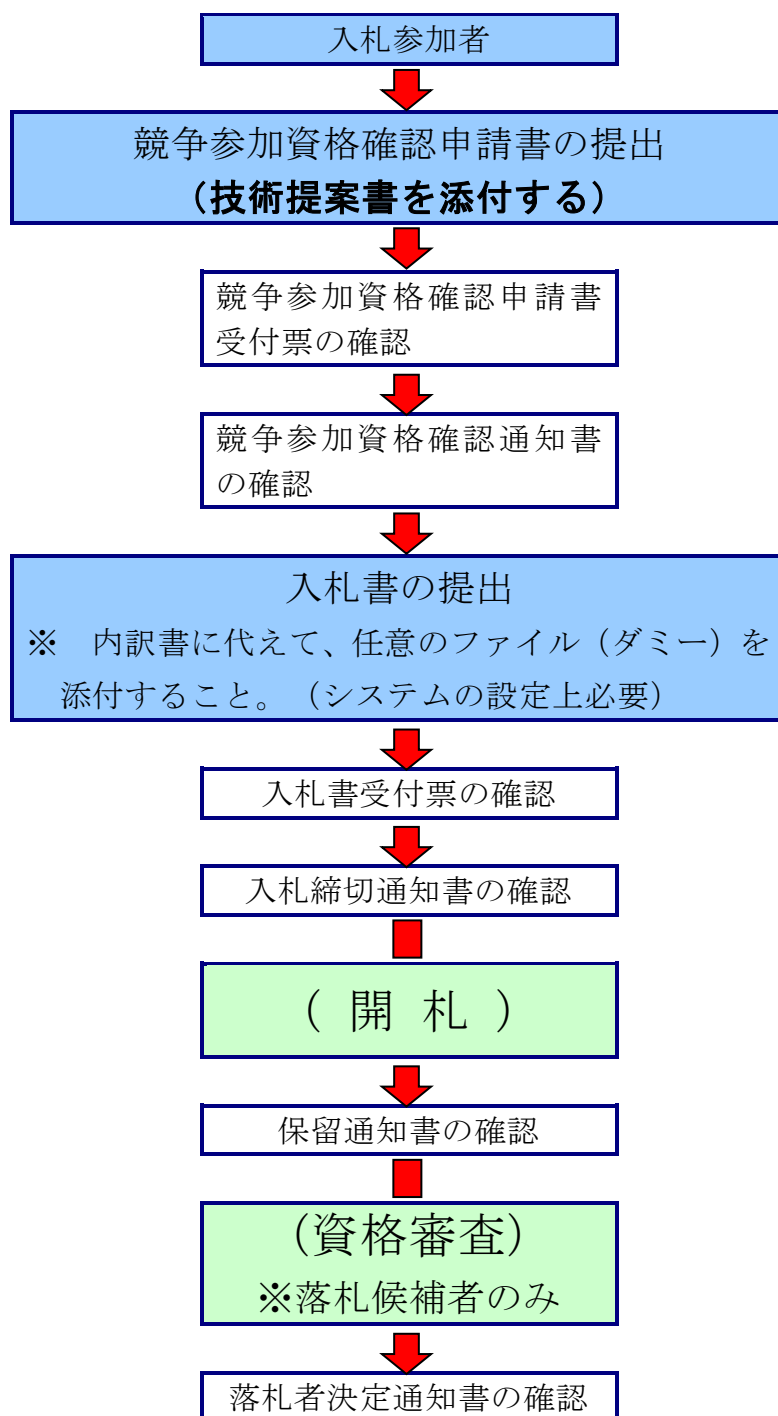 入札参加者
競争参加資格確認申請書の提出
（技術提案書を添付する）
競争参加資格確認申請書
受付票の確認
競争参加資格確認通知書
の確認
入札書の提出
※　内訳書に代えて、任意のファイル（ダミー）を
添付すること。（システムの設定上必要）
入札書受付票の確認
入札締切通知書の確認
（ 開 札 ）
保留通知書の確認
（資格審査）
※落札候補者のみ
落札者決定通知書の確認